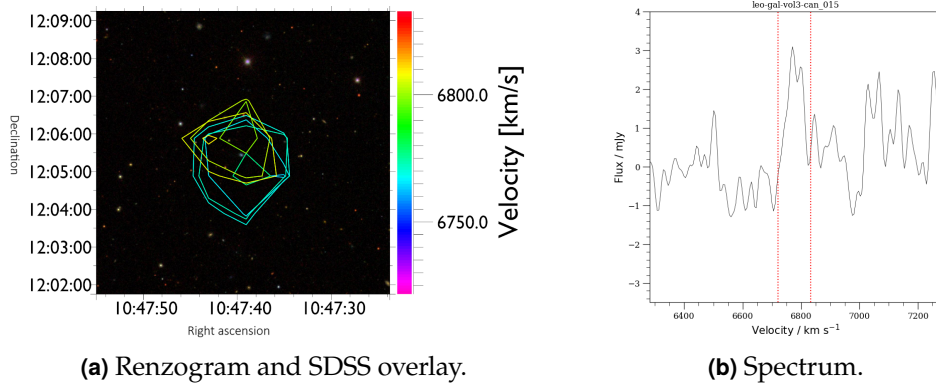 12:09:00
12:08:00
12:07:00
12:06:00
12:05:00
12:04:00
12:03:00
12:02:00
Declination
10:47:50 10:47:40 10:47:30
Right ascension
6800.0
6750.0
Velocity [km/s]
(a) Renzogram and SDSS overlay.
leo-gal-vol3-can_015
4
3
2
1
0
−1
−2
−3
Flux / mJy
6400 6600 6800 7000 7200
Velocity / km s⁻¹
(b) Spectrum.